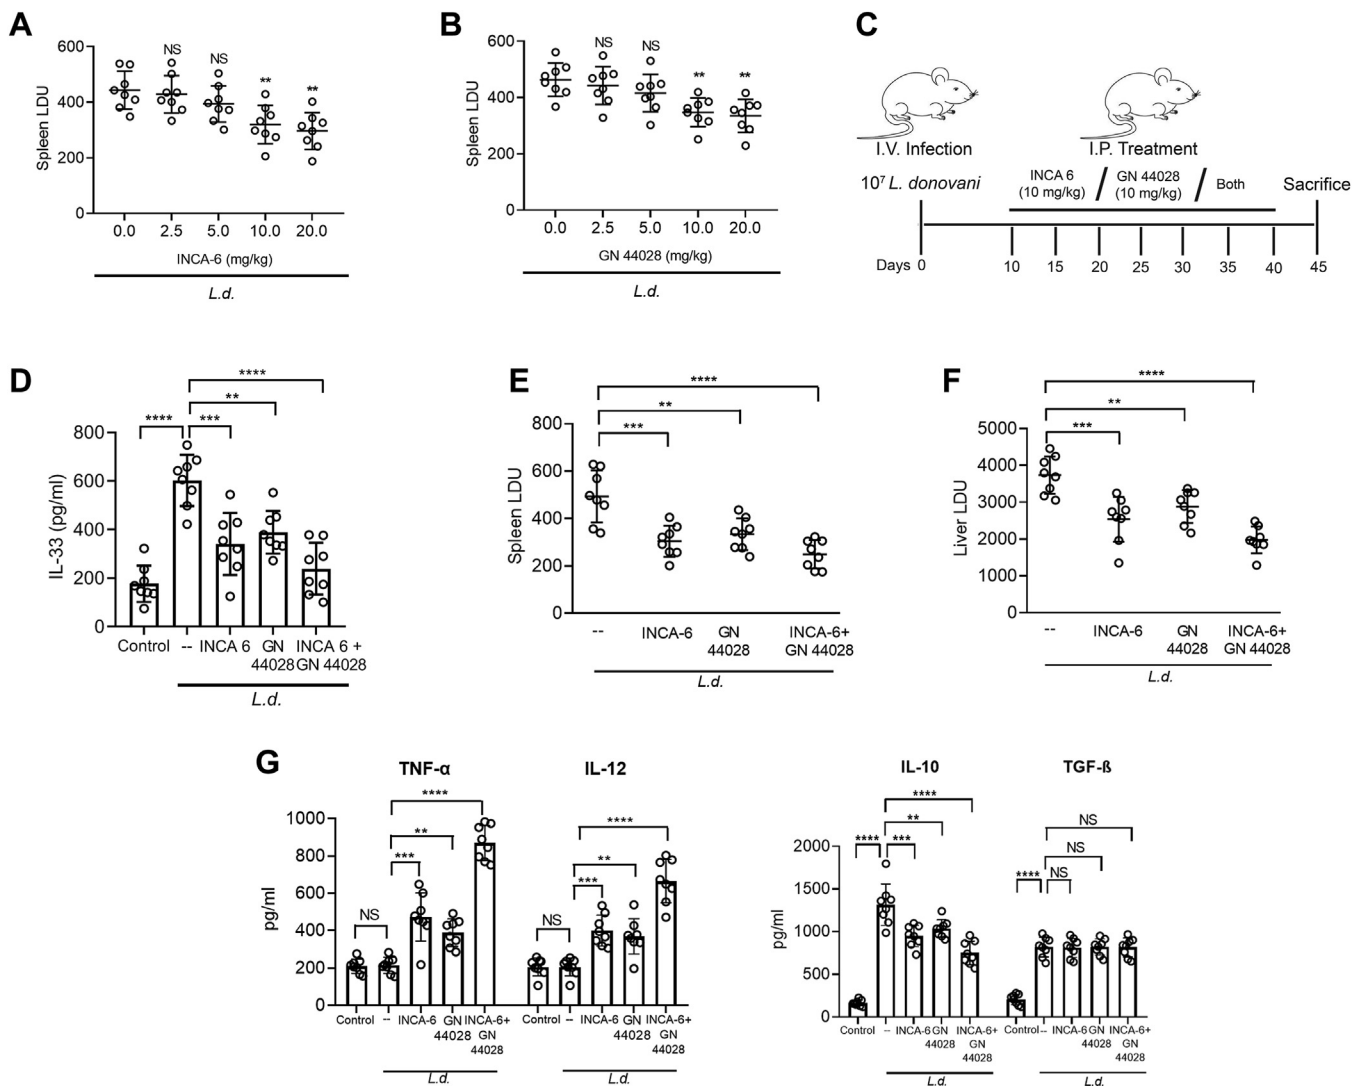 A
600
400
200
0
Spleen LDU
NS
NS
**
**
0.0 2.5 5.0 10.0 20.0
INCA-6 (mg/kg)
L.d.
B
600
400
200
0
Spleen LDU
NS
NS
**
**
0.0 2.5 5.0 10.0 20.0
GN 44028 (mg/kg)
L.d.
C
I.V. Infection
I.P. Treatment
10⁷ L. donovani
INCA 6
(10 mg/kg)
/
GN 44028
(10 mg/kg)
/
Both
Sacrifice
Days 0 10 15 20 25 30 35 40 45
D
****
**
**** ***
800
600
400
200
0
IL-33 (pg/ml)
Control -- INCA 6 GN
44028
INCA 6 +
GN 44028
L.d.
E
****
**
***
800
600
400
200
0
Spleen LDU
-- INCA-6 GN
44028
INCA-6+
GN 44028
L.d.
F
****
**
***
5000
4000
3000
2000
1000
0
Liver LDU
-- INCA-6 GN
44028
INCA-6+
GN 44028
L.d.
G
TNF-α
****
**
***
NS
1000
800
600
400
200
0
pg/ml
Control -- INCA-6 GN
44028
INCA-6+
GN
44028
L.d.
IL-12
****
**
***
NS
Control -- INCA-6 GN
44028
INCA-6+
GN
44028
L.d.
IL-10
****
**
**** ***
2000
1500
1000
500
0
pg/ml
Control -- INCA-6 GN
44028
INCA-6+
GN
44028
L.d.
TGF-ß
NS
NS
**** NS
Control -- INCA-6 GN
44028
INCA-6+
GN
44028
L.d.